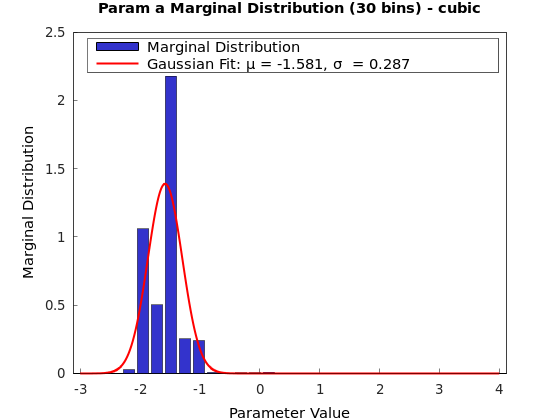 Param a Marginal Distribution (30 bins) - cubic
Marginal Distribution
Gaussian Fit: μ = -1.581, σ  = 0.287
2.5
2
1.5
1
0.5
0
Marginal Distribution
-3 -2 -1 0 1 2 3 4
Parameter Value